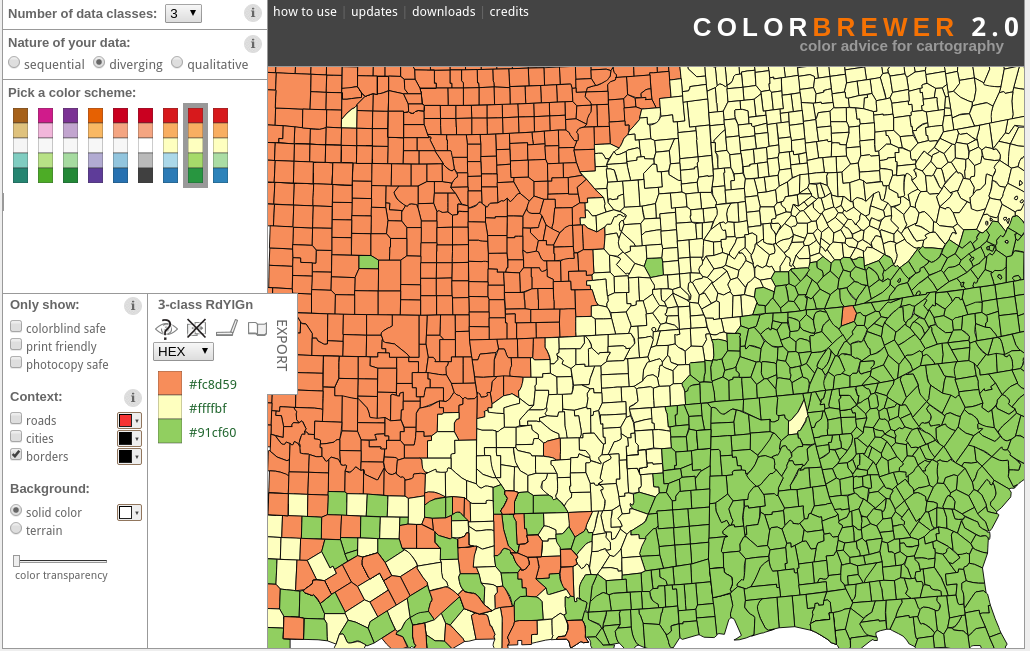 Number of data classes: 3 i
how to use | updates | downloads | credits
COLORBREWER 2.0
color advice for cartography
Nature of your data: i
sequential diverging qualitative
Pick a color scheme:
Only show: i
colorblind safe
print friendly
photocopy safe
Context: i
roads
cities
borders
Background:
solid color
terrain
color transparency
3-class RdYlGn
?
EXPORT
HEX
#fc8d59
#ffffbf
#91cf60